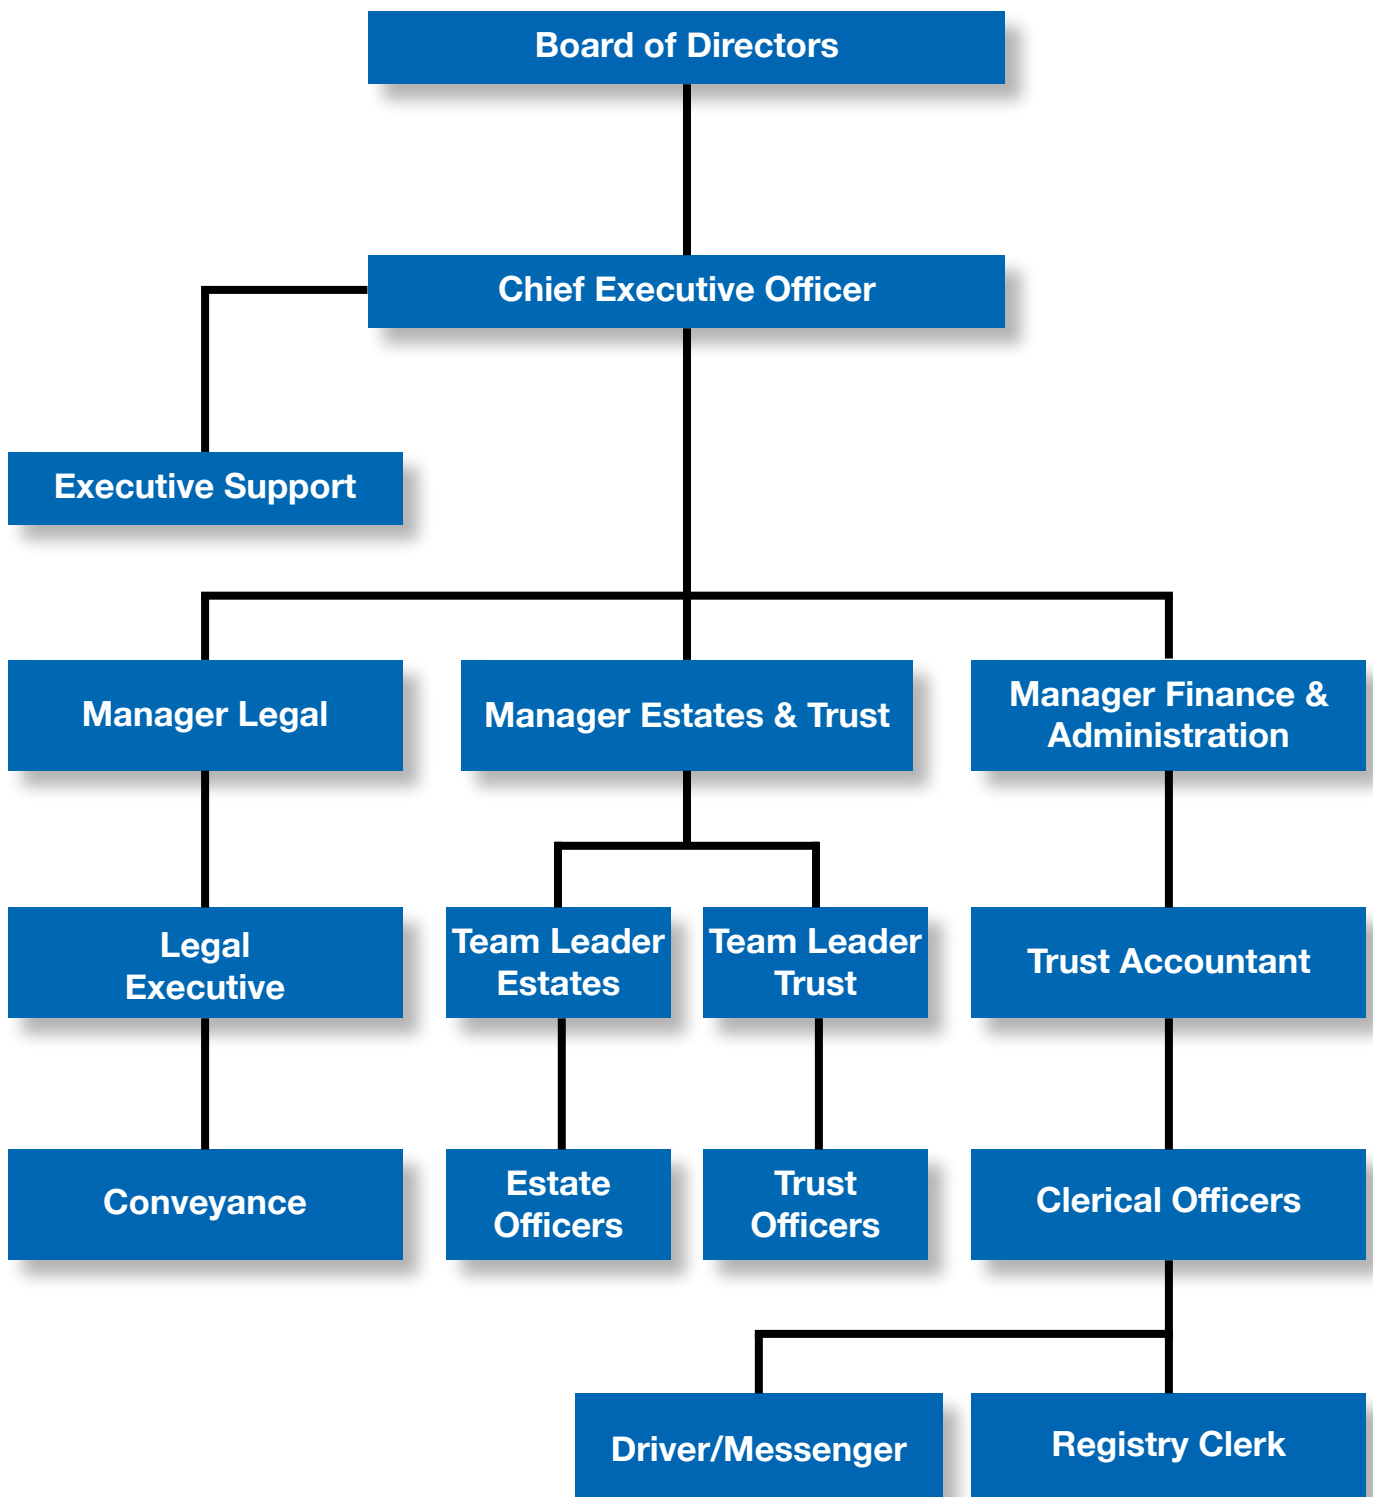 Board of Directors
Chief Executive Officer
Executive Support
Manager Legal
Manager Estates & Trust
Manager Finance &
Administration
Legal
Executive
Team Leader
Estates
Team Leader
Trust
Trust Accountant
Conveyance
Estate
Officers
Trust
Officers
Clerical Officers
Driver/Messenger
Registry Clerk